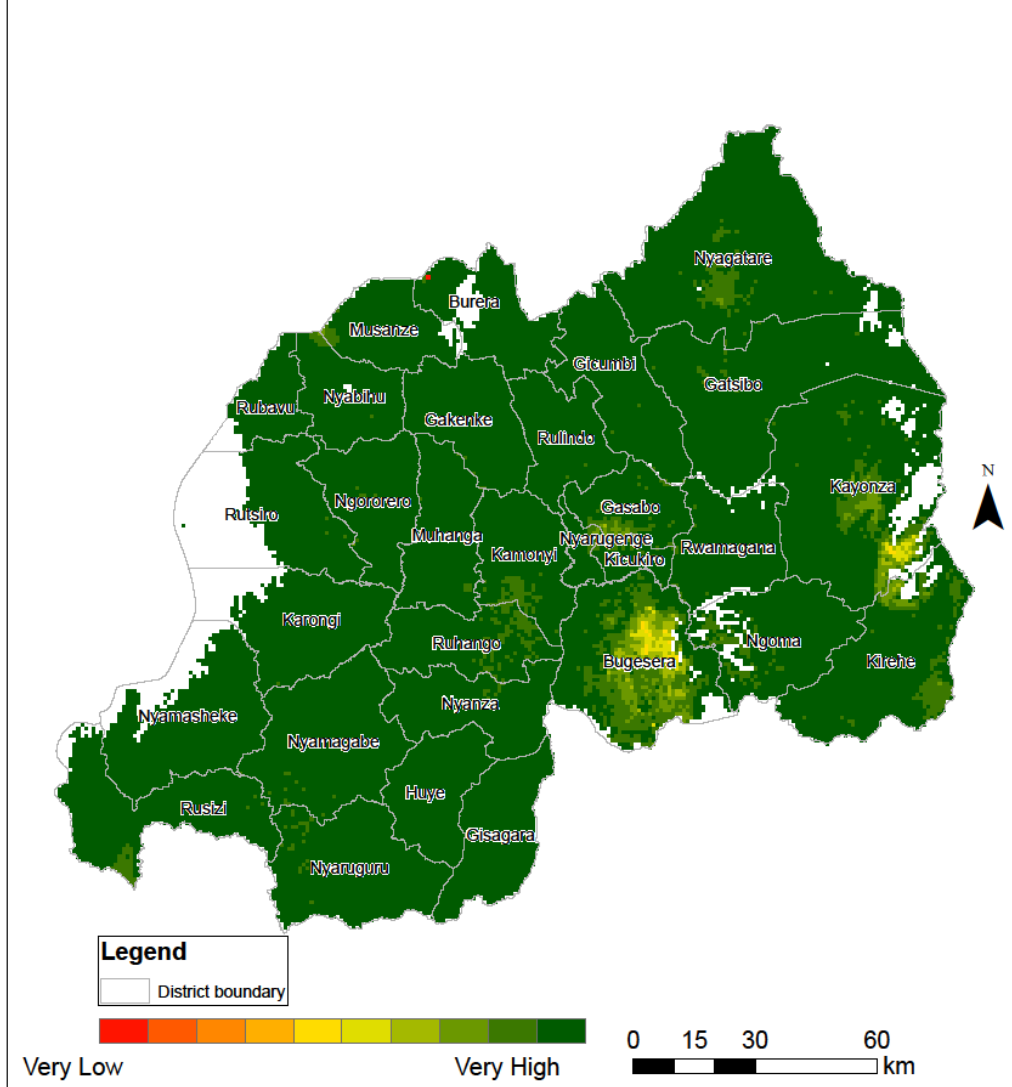 Nyagatare
Burera
Musanze
Gicumbi
Gatsibo
Nyabihu
Rubavu
Gakenke
Rulindo
Kayonza
Ngororero
Gasabo
Rutsiro
Muhanga
Nyarugenge
Kamonyi
Kicukiro
Rwamagana
Karongi
Ruhango
Ngoma
Bugesera
Kirehe
Nyanza
Nyamasheke
Nyamagabe
Huye
Rusizi
Gisagara
Nyaruguru
N
Legend
District boundary
Very Low
Very High
0 15 30 60
km